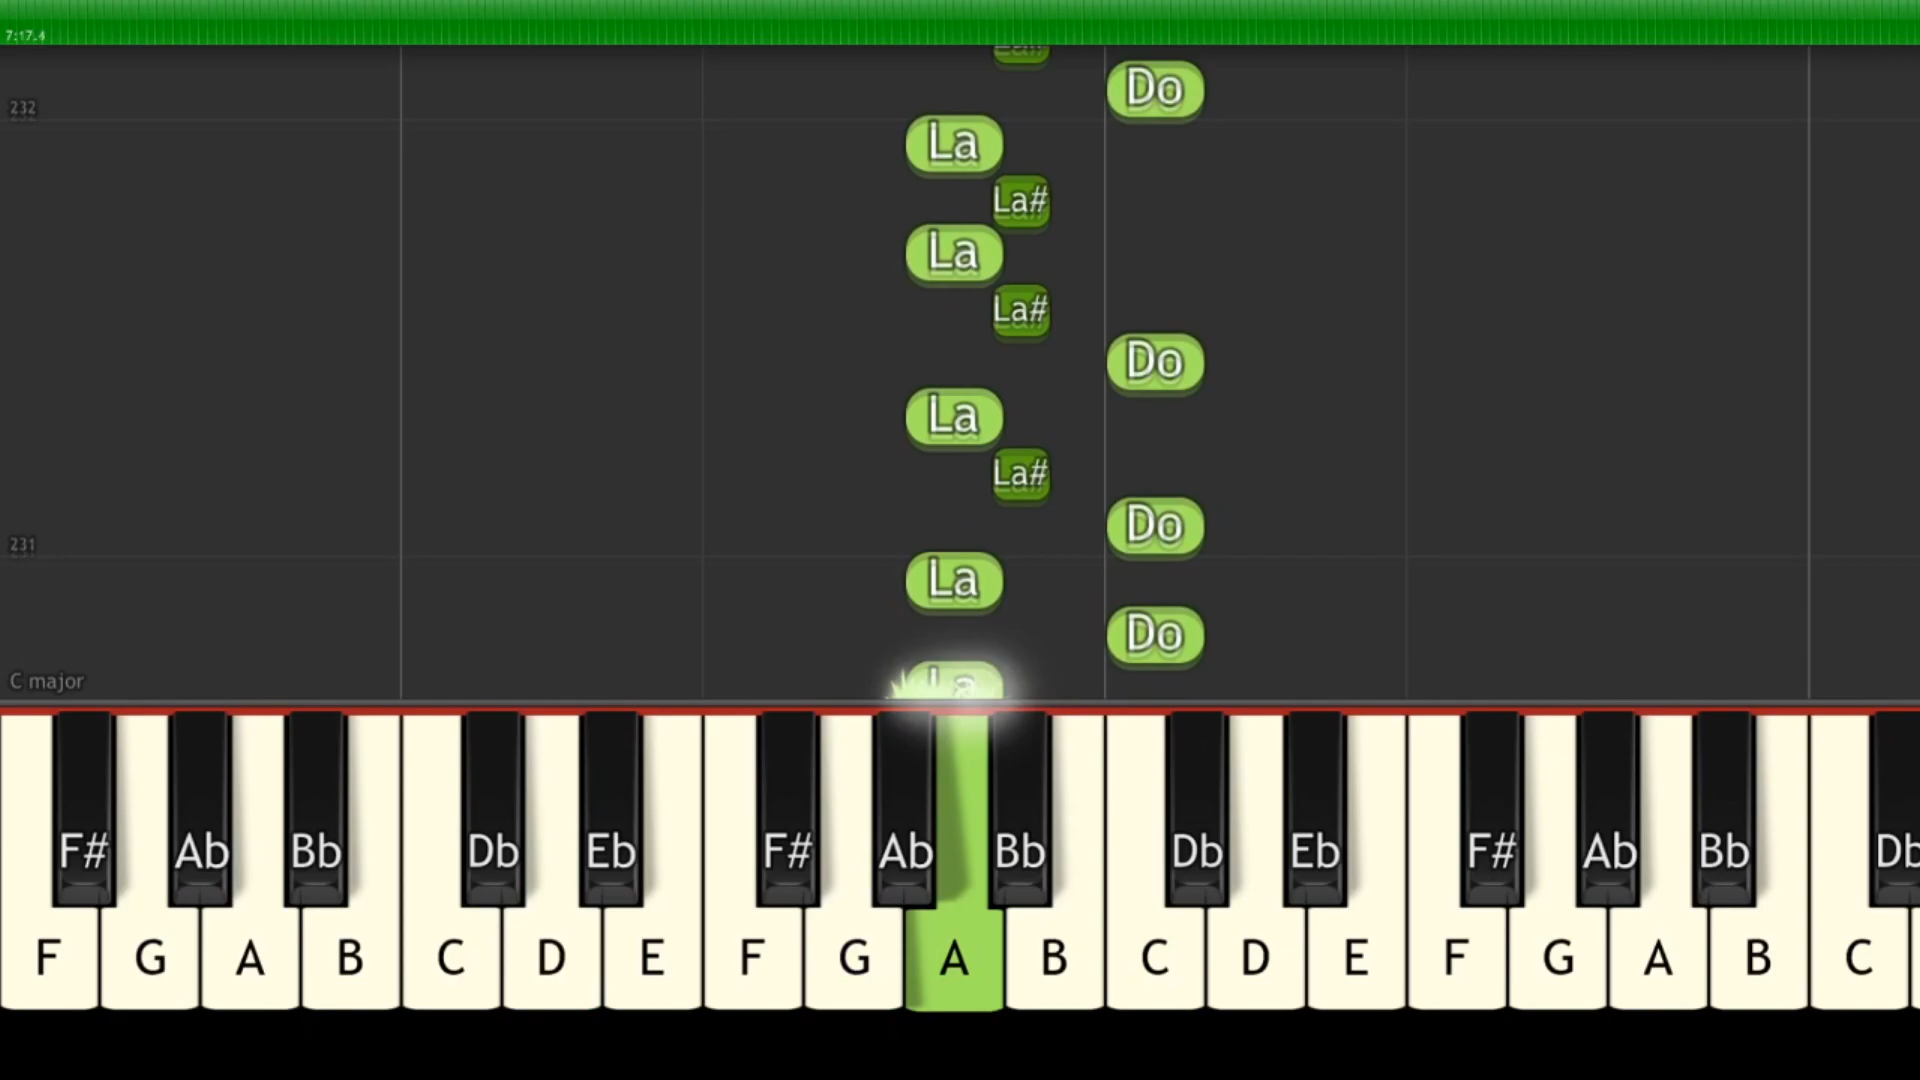 7:17.4
Do
232
La
La#
La
La#
Do
La
La#
Do
231
La
Do
La
C major
F# Ab Bb Db Eb F# Ab Bb Db Eb F# Ab Bb Db
F G A B C D E F G A B C D E F G A B C